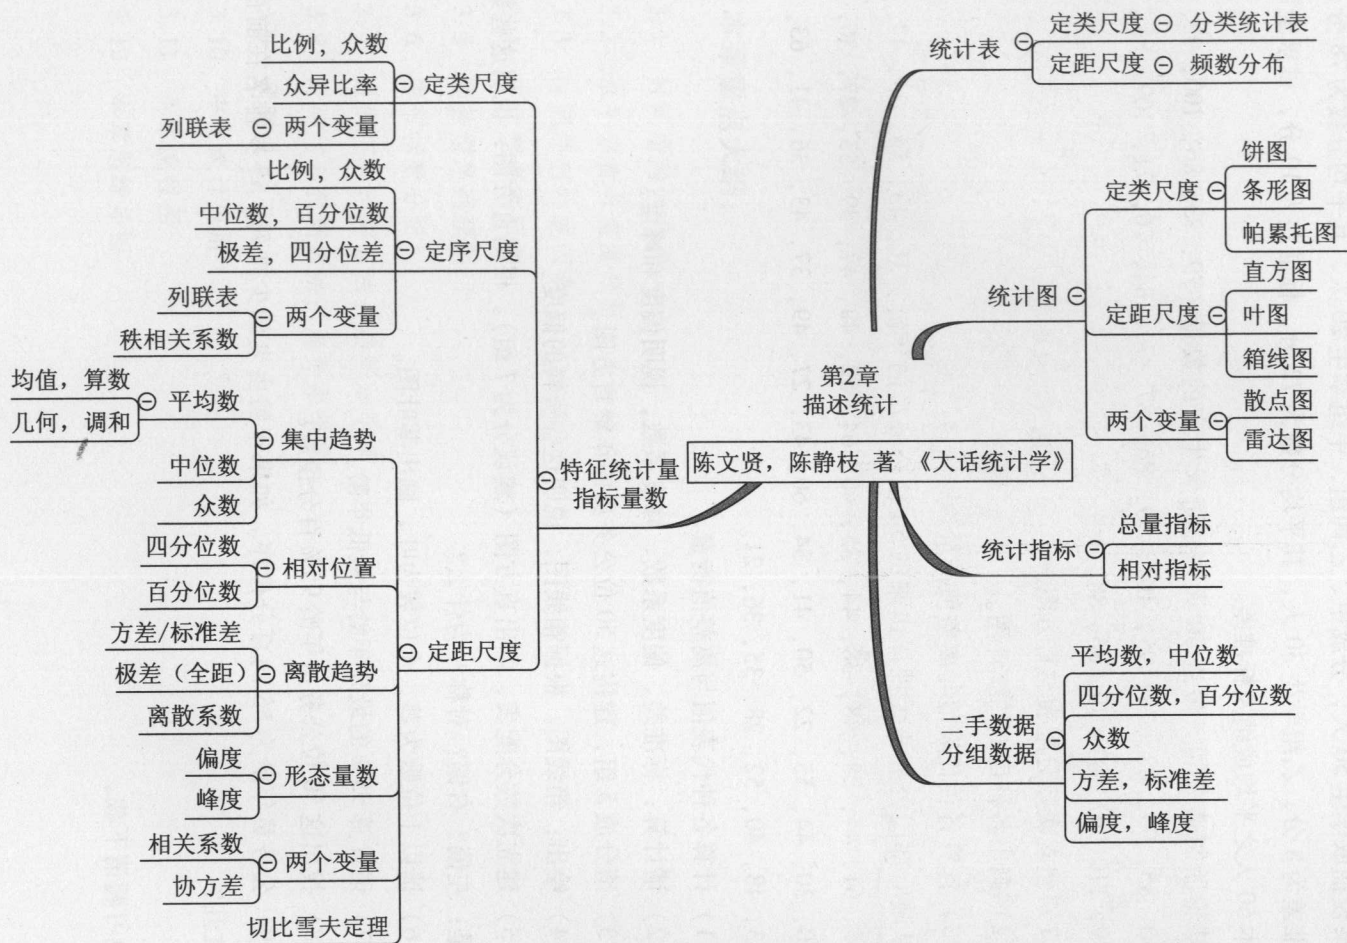 第2章
描述统计
陈文贤，陈静枝 著 《大话统计学》
统计表
定类尺度
分类统计表
定距尺度
频数分布
统计图
定类尺度
饼图
条形图
帕累托图
定距尺度
直方图
叶图
箱线图
两个变量
散点图
雷达图
统计指标
总量指标
相对指标
二手数据
分组数据
平均数，中位数
四分位数，百分位数
众数
方差，标准差
偏度，峰度
特征统计量
指标量数
定类尺度
比例，众数
众异比率
两个变量
列联表
定序尺度
比例，众数
中位数，百分位数
极差，四分位差
两个变量
列联表
秩相关系数
定距尺度
集中趋势
平均数
均值，算数
几何，调和
中位数
众数
相对位置
四分位数
百分位数
离散趋势
方差/标准差
极差（全距）
离散系数
形态量数
偏度
峰度
两个变量
相关系数
协方差
切比雪夫定理